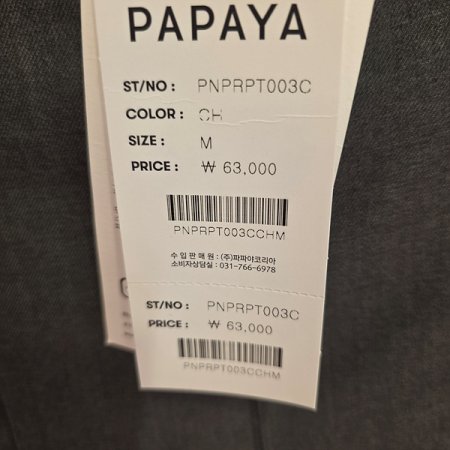 PAPAYA
ST/NO : PNPRPT003C
COLOR : CH
SIZE : M
PRICE : ₩ 63,000
PNPRPT003CCHM
수 입 판 매 원 : (주)파파야코리아
소비자상담실 : 031-766-6978
ST/NO : PNPRPT003C
PRICE : ₩ 63,000
PNPRPT003CCHM